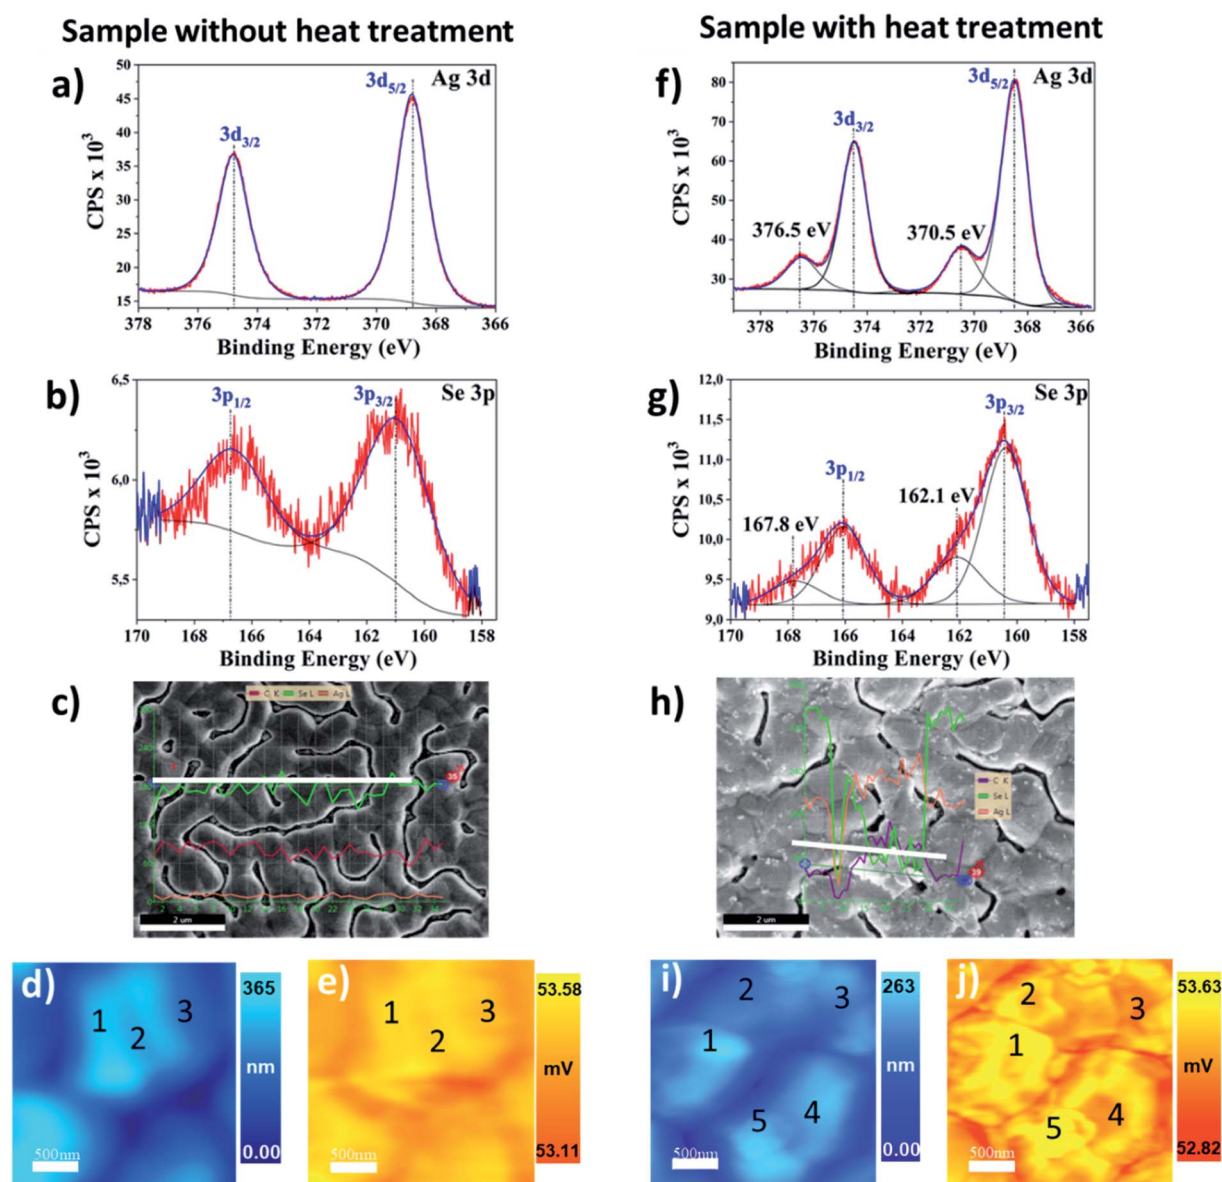 Sample without heat treatment
Sample with heat treatment
a)
Ag 3d
3d5/2
3d3/2
CPS x 10³
50
45
40
35
30
25
20
15
378 376 374 372 370 368 366
Binding Energy (eV)
f)
Ag 3d
3d5/2
3d3/2
376.5 eV
370.5 eV
CPS x 10³
80
70
60
50
40
30
378 376 374 372 370 368 366
Binding Energy (eV)
b)
Se 3p
3p1/2
3p3/2
CPS x 10³
6,5
6,0
5,5
170 168 166 164 162 160 158
Binding Energy (eV)
g)
Se 3p
3p3/2
3p1/2
162.1 eV
167.8 eV
CPS x 10³
12,0
11,5
11,0
10,5
10,0
9,5
9,0
170 168 166 164 162 160 158
Binding Energy (eV)
c)
C K Se L Ag L
35
2 um
h)
C K
Se L
Ag L
39
2 um
d)
1
2
3
500nm
365
nm
0.00
e)
1
2
3
500nm
53.58
mV
53.11
i)
1
2
3
4
5
500nm
263
nm
0.00
j)
1
2
3
4
5
500nm
53.63
mV
52.82